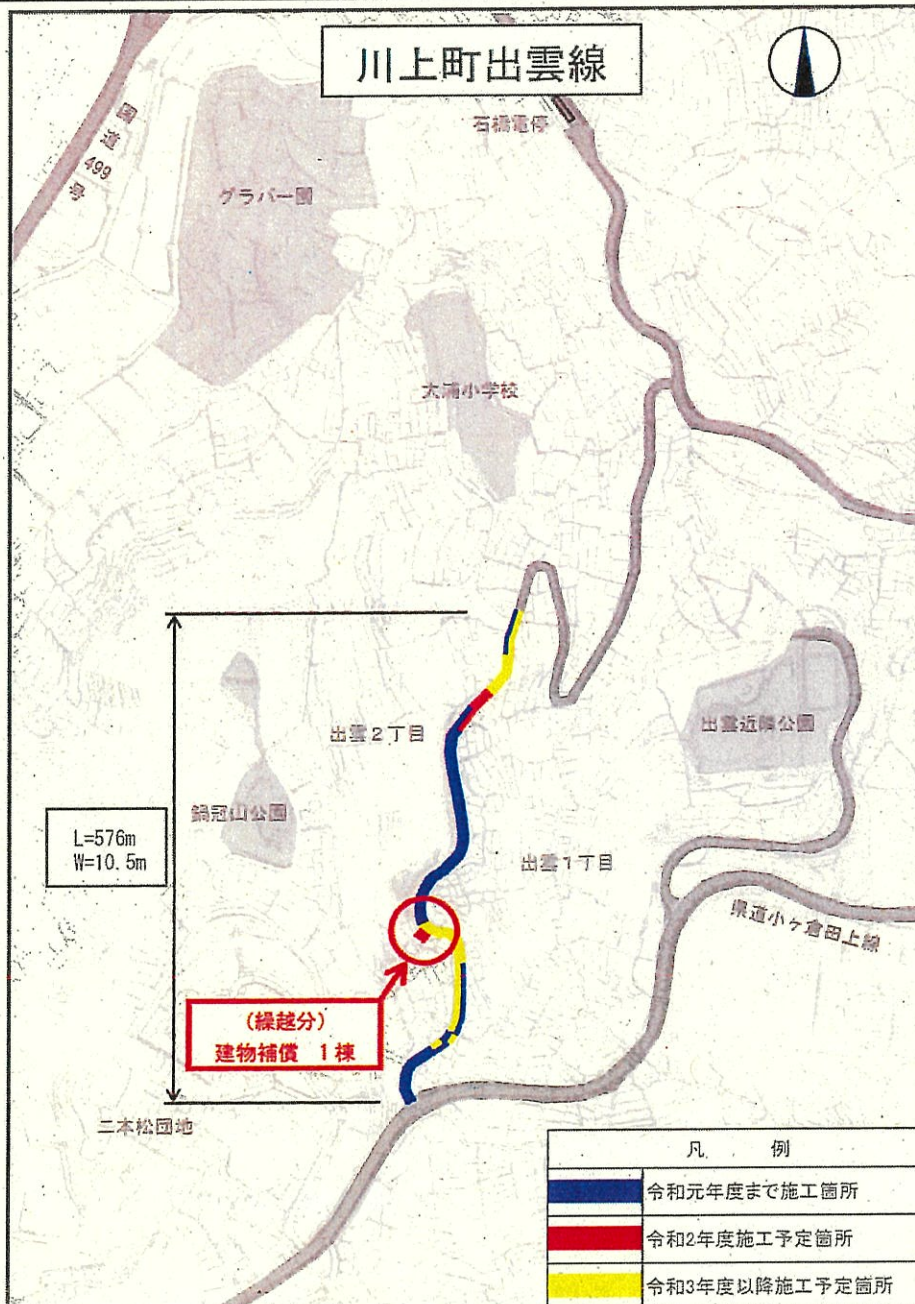 川上町出雲線
石橋電停
国道499号
グラバー園
大浦小学校
出雲2丁目
出雲近隣公園
鍋冠山公園
L=576m
W=10.5m
出雲1丁目
県道小ヶ倉田上線
(繰越分)
建物補償 1棟
二本松団地
凡 例
令和元年度まで施工箇所
令和2年度施工予定箇所
令和3年度以降施工予定箇所